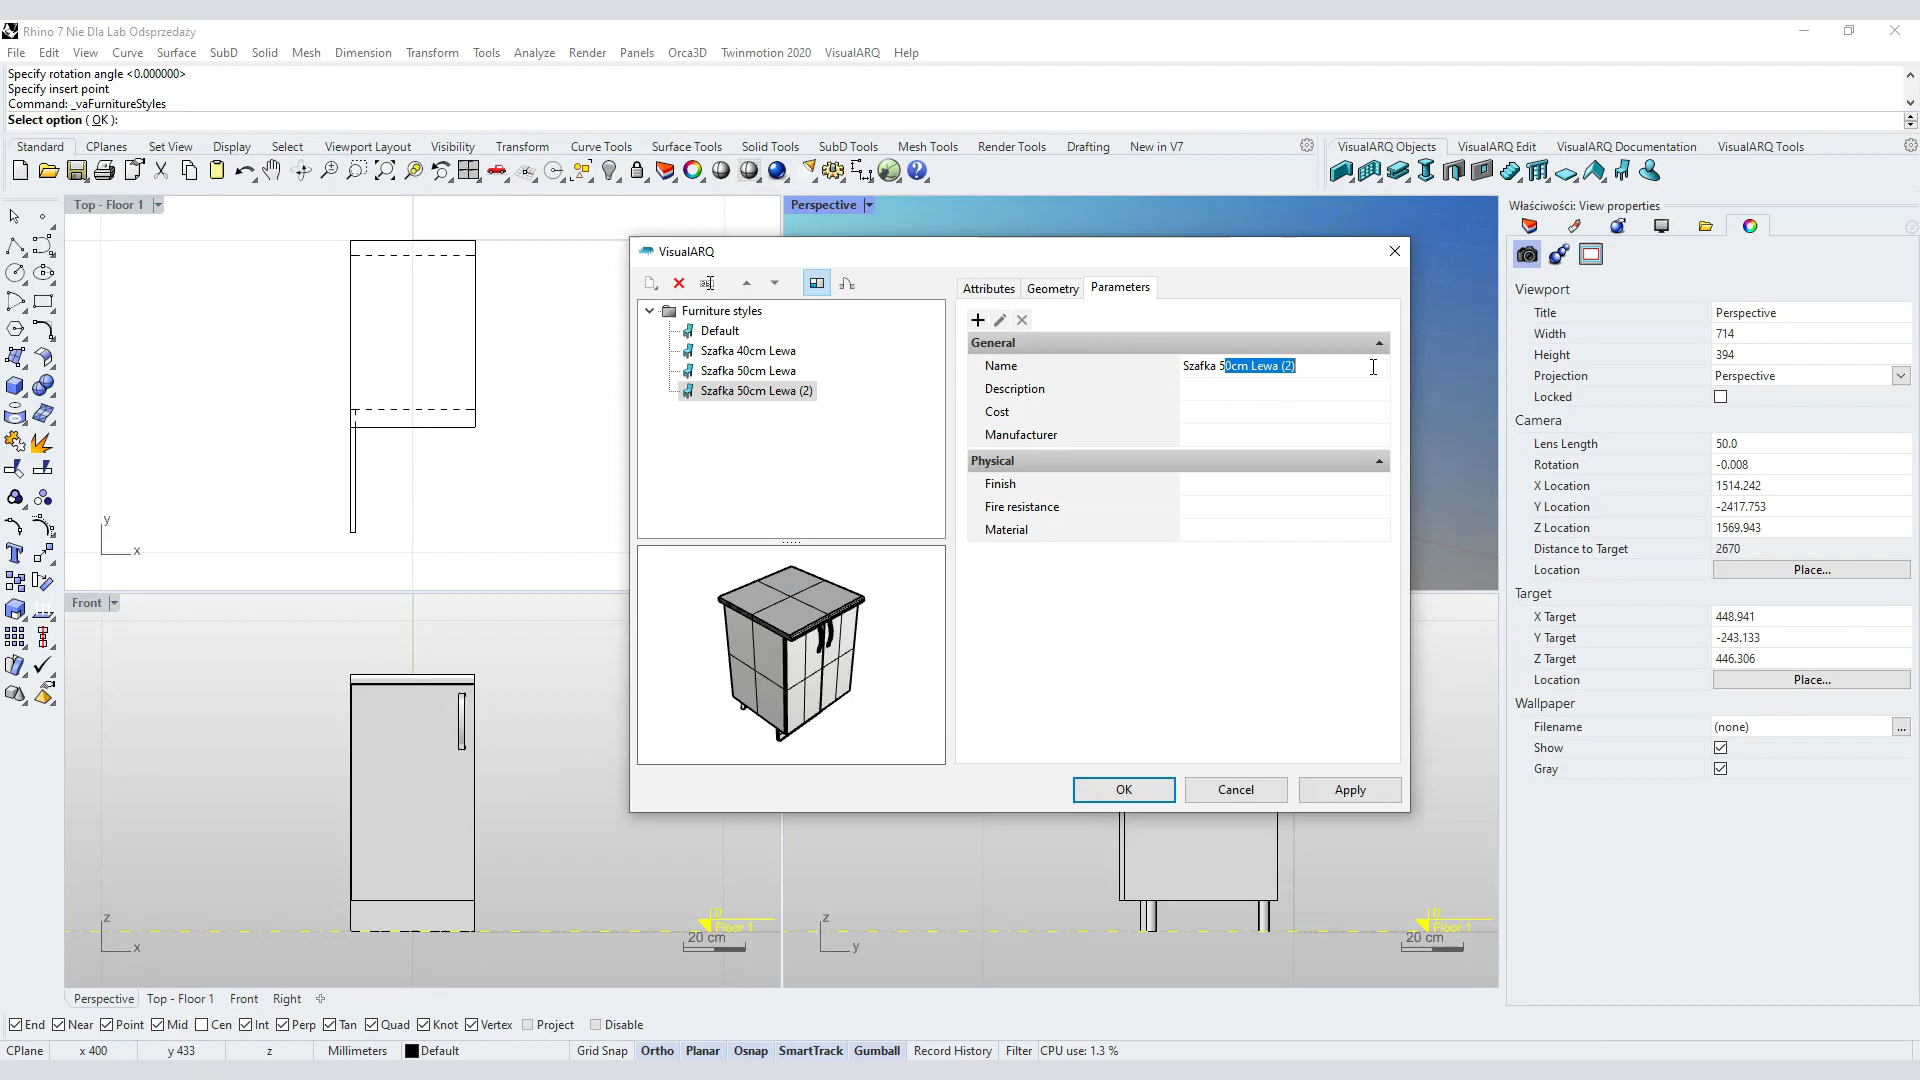 Rhino 7 Nie Dla Lab Odsprzedaży
File Edit View Curve Surface SubD Solid Mesh Dimension Transform Tools Analyze Render Panels Orca3D Twinmotion 2020 VisualARQ Help
Specify rotation angle <0.000000>
Specify insert point
Command: _vaFurnitureStyles
Select option ( OK ):
Standard CPlanes Set View Display Select Viewport Layout Visibility Transform Curve Tools Surface Tools Solid Tools SubD Tools Mesh Tools Render Tools Drafting New in V7
VisualARQ Objects VisualARQ Edit VisualARQ Documentation VisualARQ Tools
Top - Floor 1
Perspective
Właściwości: View properties
VisualARQ
Furniture styles
Default
Szafka 40cm Lewa
Szafka 50cm Lewa
Szafka 50cm Lewa (2)
Attributes Geometry Parameters
General
Name Szafka 50cm Lewa (2)
Description
Cost
Manufacturer
Physical
Finish
Fire resistance
Material
OK Cancel Apply
Viewport
Title Perspective
Width 714
Height 394
Projection Perspective
Locked
Camera
Lens Length 50.0
Rotation -0.008
X Location 1514.242
Y Location -2417.753
Z Location 1569.943
Distance to Target 2670
Location Place...
Target
X Target 448.941
Y Target -243.133
Z Target 446.306
Location Place...
Wallpaper
Filename (none) ...
Show
Gray
y
x
Front
z
x
0
Floor 1
20 cm
z
y
0
Floor 1
20 cm
Perspective Top - Floor 1 Front Right
End Near Point Mid Cen Int Perp Tan Quad Knot Vertex Project Disable
CPlane x 400 y 433 z Millimeters Default Grid Snap Ortho Planar Osnap SmartTrack Gumball Record History Filter CPU use: 1.3 %